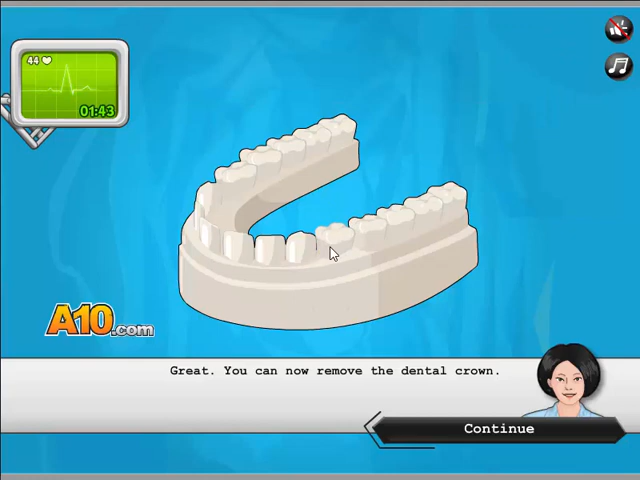 44
01:43
A10.com
Great. You can now remove the dental crown.
Continue